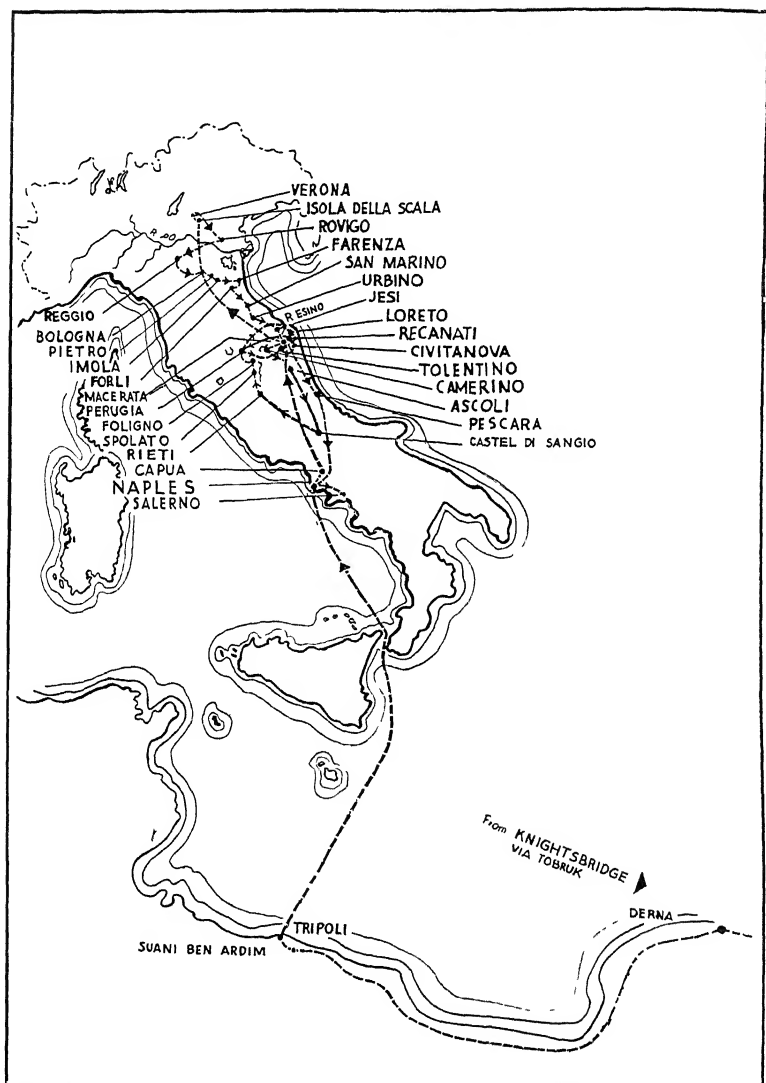 VERONA
ISOLA DELLA SCALA
ROVIGO
FARENZA
SAN MARINO
URBINO
JESI
R ESINO
LORETO
RECANATI
CIVITANOVA
TOLENTINO
CAMERINO
ASCOLI
PESCARA
CASTEL DI SANGIO
REGGIO
BOLOGNA
PIETRO
IMOLA
FORLI
MACERATA
PERUGIA
FOLIGNO
SPOLATO
RIETI
CAPUA
NAPLES
SALERNO
From KNIGHTSBRIDGE
VIA TOBRUK
DERNA
TRIPOLI
SUANI BEN ARDIM